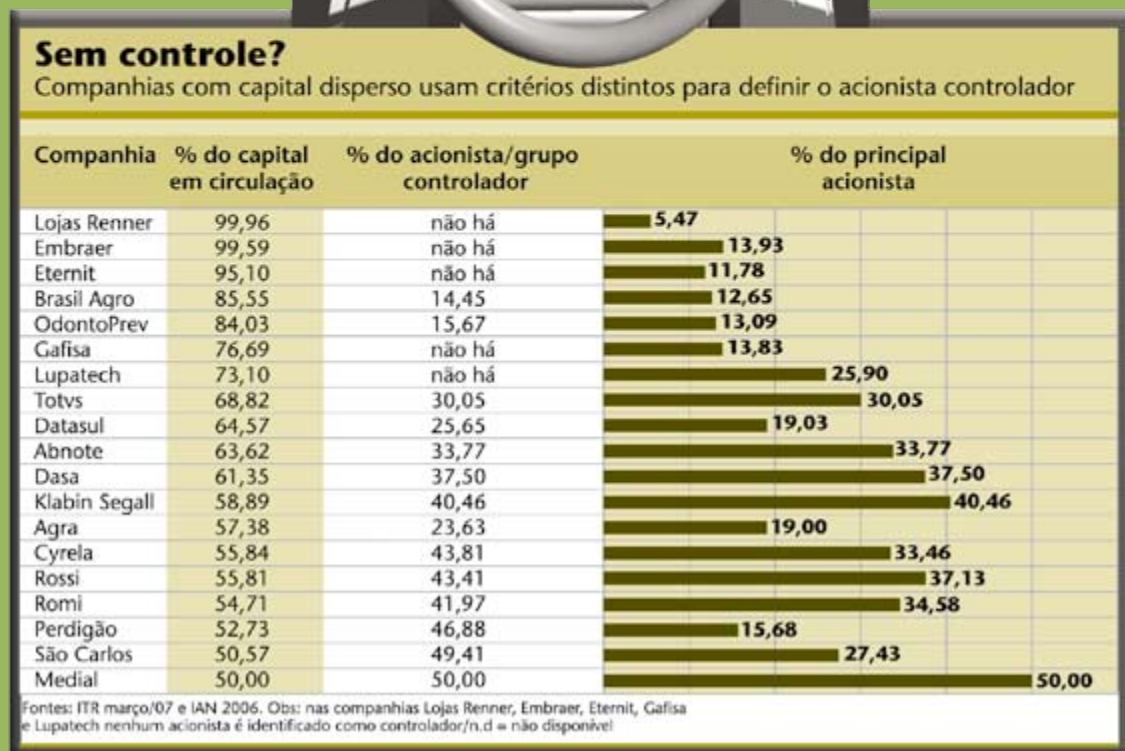 Sem controle?
Companhias com capital disperso usam critérios distintos para definir o acionista controlador
Companhia % do capital em circulação % do acionista/grupo controlador % do principal acionista
Lojas Renner 99,96 não há 5,47
Embraer 99,59 não há 13,93
Eternit 95,10 não há 11,78
Brasil Agro 85,55 14,45 12,65
OdontoPrev 84,03 15,67 13,09
Gafisa 76,69 não há 13,83
Lupatech 73,10 não há 25,90
Totvs 68,82 30,05 30,05
Datasul 64,57 25,65 19,03
Abnote 63,62 33,77 33,77
Dasa 61,35 37,50 37,50
Klabin Segall 58,89 40,46 40,46
Agra 57,38 23,63 19,00
Cyrela 55,84 43,81 33,46
Rossi 55,81 43,41 37,13
Romi 54,71 41,97 34,58
Perdigão 52,73 46,88 15,68
São Carlos 50,57 49,41 27,43
Medial 50,00 50,00 50,00
Fontes: ITR março/07 e IAN 2006. Obs: nas companhias Lojas Renner, Embraer, Eternit, Gafisa
e Lupatech nenhum acionista é identificado como controlador/n.d = não disponível